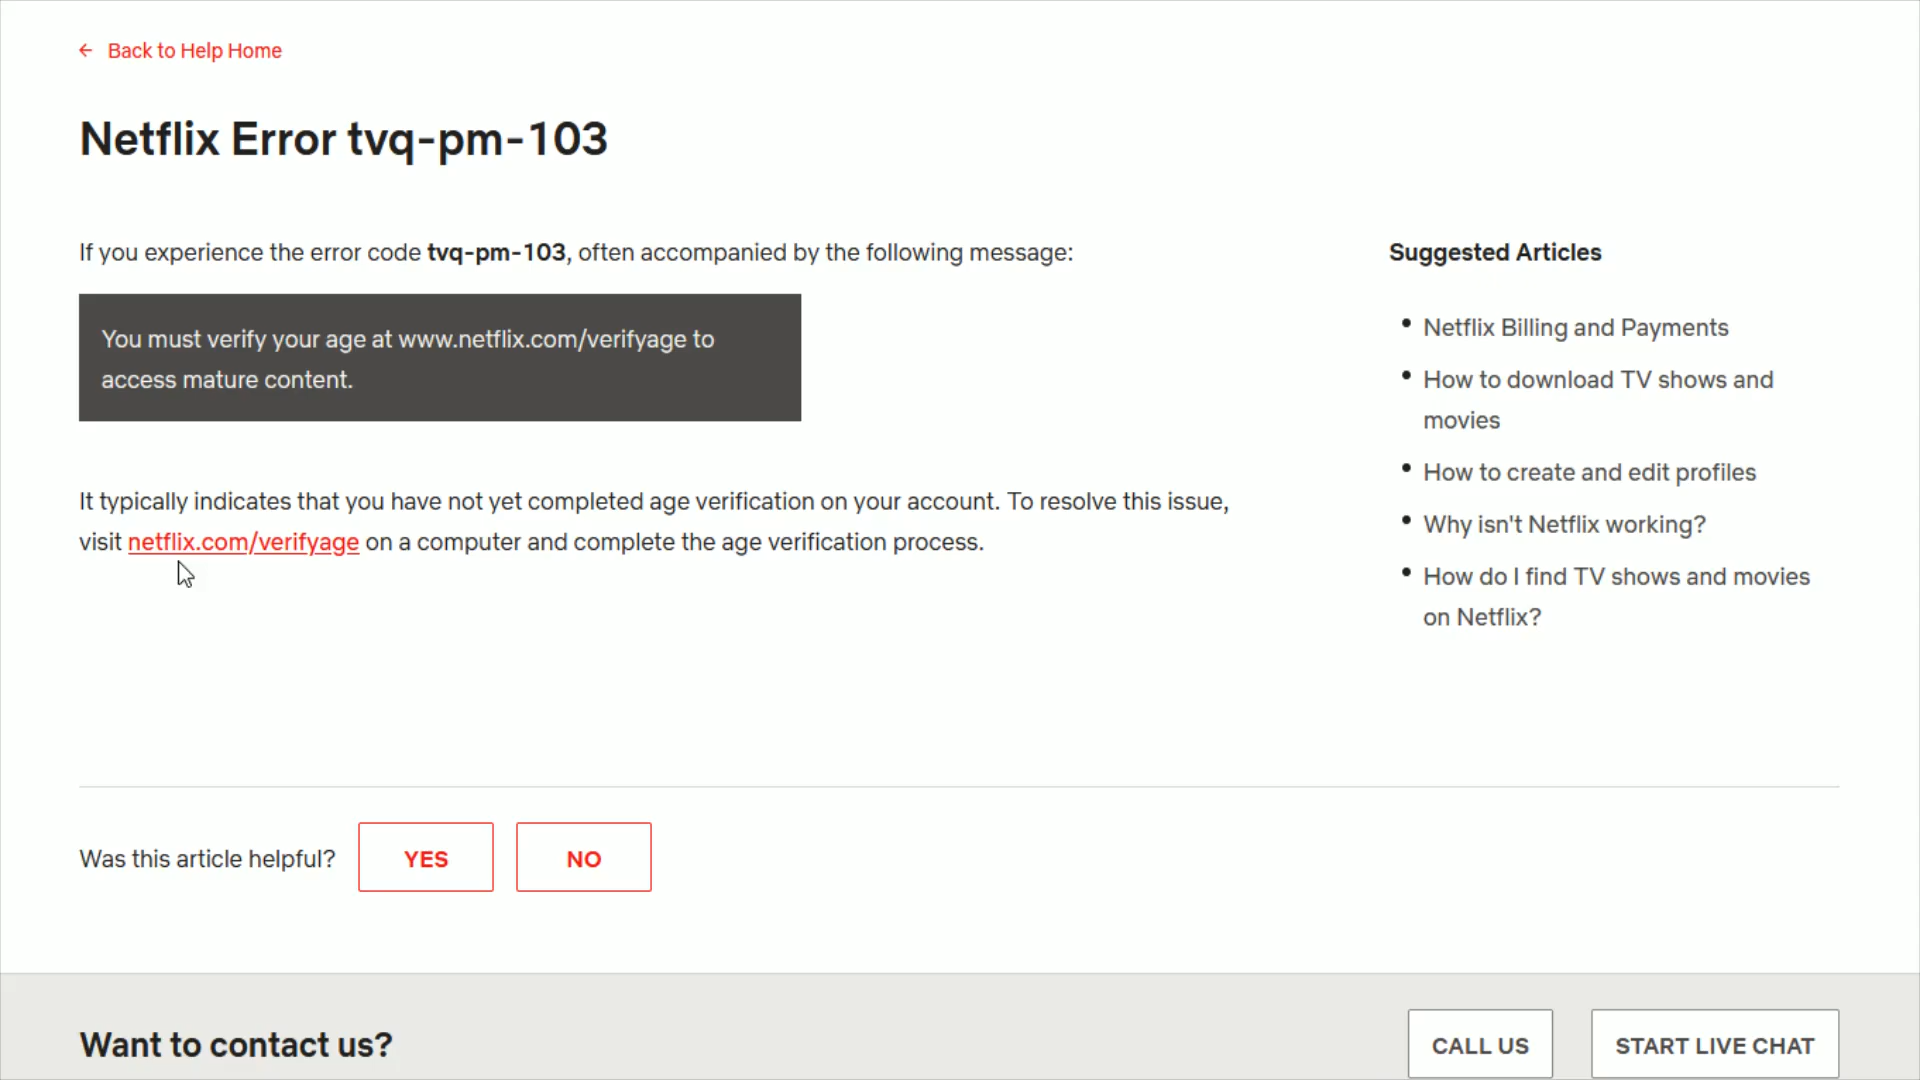 ← Back to Help Home
Netflix Error tvq-pm-103
If you experience the error code tvq-pm-103, often accompanied by the following message:
You must verify your age at www.netflix.com/verifyage to
access mature content.
It typically indicates that you have not yet completed age verification on your account. To resolve this issue,
visit netflix.com/verifyage on a computer and complete the age verification process.
Suggested Articles
• Netflix Billing and Payments
• How to download TV shows and
movies
• How to create and edit profiles
• Why isn't Netflix working?
• How do I find TV shows and movies
on Netflix?
Was this article helpful? YES NO
Want to contact us? CALL US START LIVE CHAT